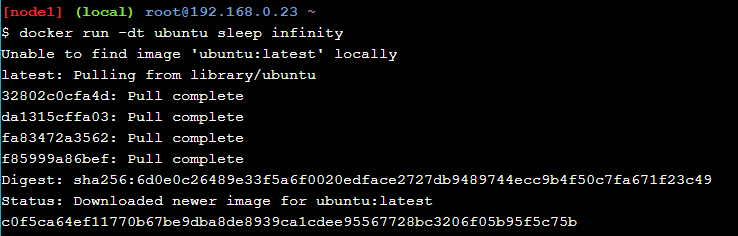 [node1] (local) root@192.168.0.23 ~
$ docker run -dt ubuntu sleep infinity
Unable to find image 'ubuntu:latest' locally
latest: Pulling from library/ubuntu
32802c0cfa4d: Pull complete
da1315cffa03: Pull complete
fa83472a3562: Pull complete
f85999a86bef: Pull complete
Digest: sha256:6d0e0c26489e33f5a6f0020edface2727db9489744ecc9b4f50c7fa671f23c49
Status: Downloaded newer image for ubuntu:latest
c0f5ca64ef11770b67be9dba8de8939ca1cdee95567728bc3206f05b95f5c75b